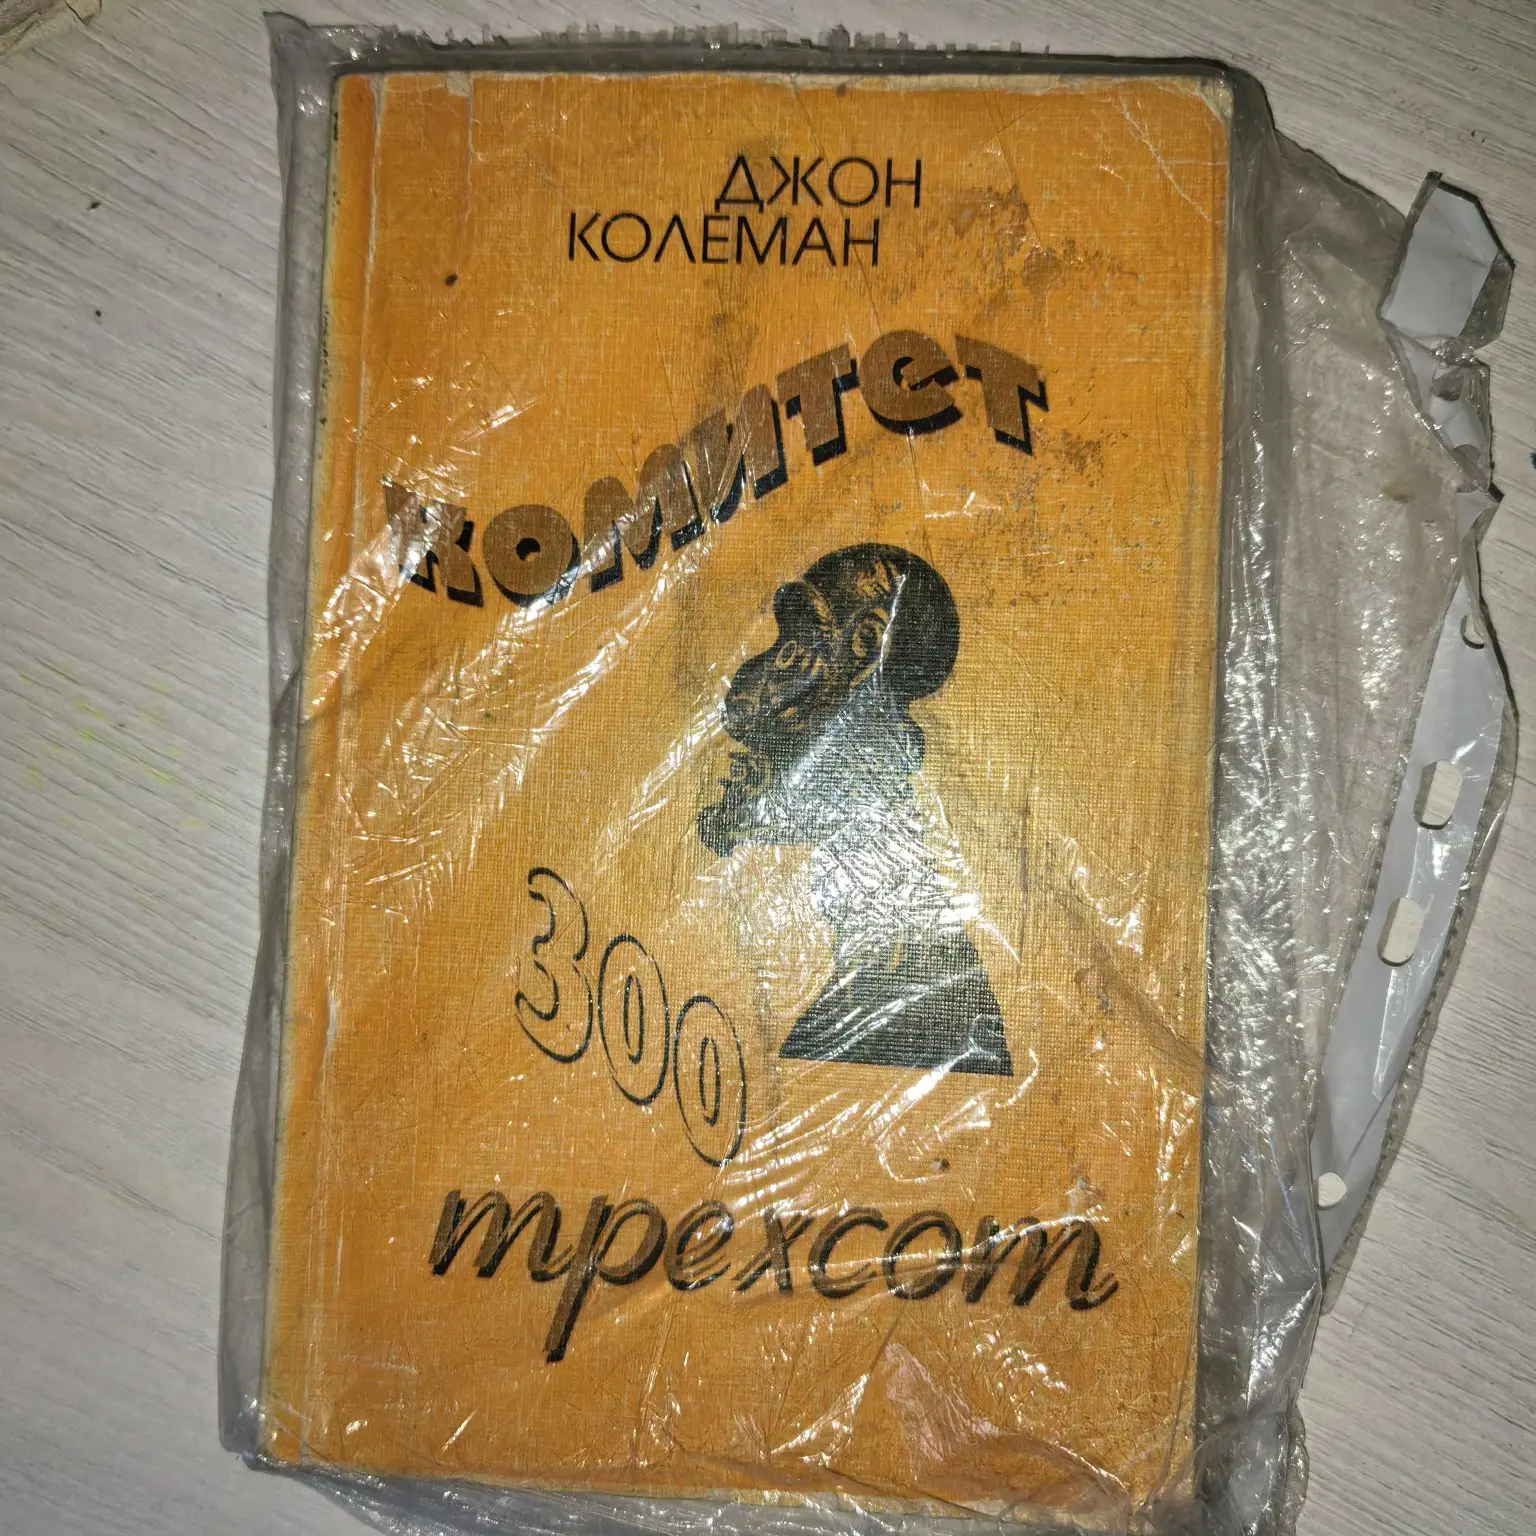 ДЖОН
КОЛЕМАН
КОМИТЕТ
300
трехсот